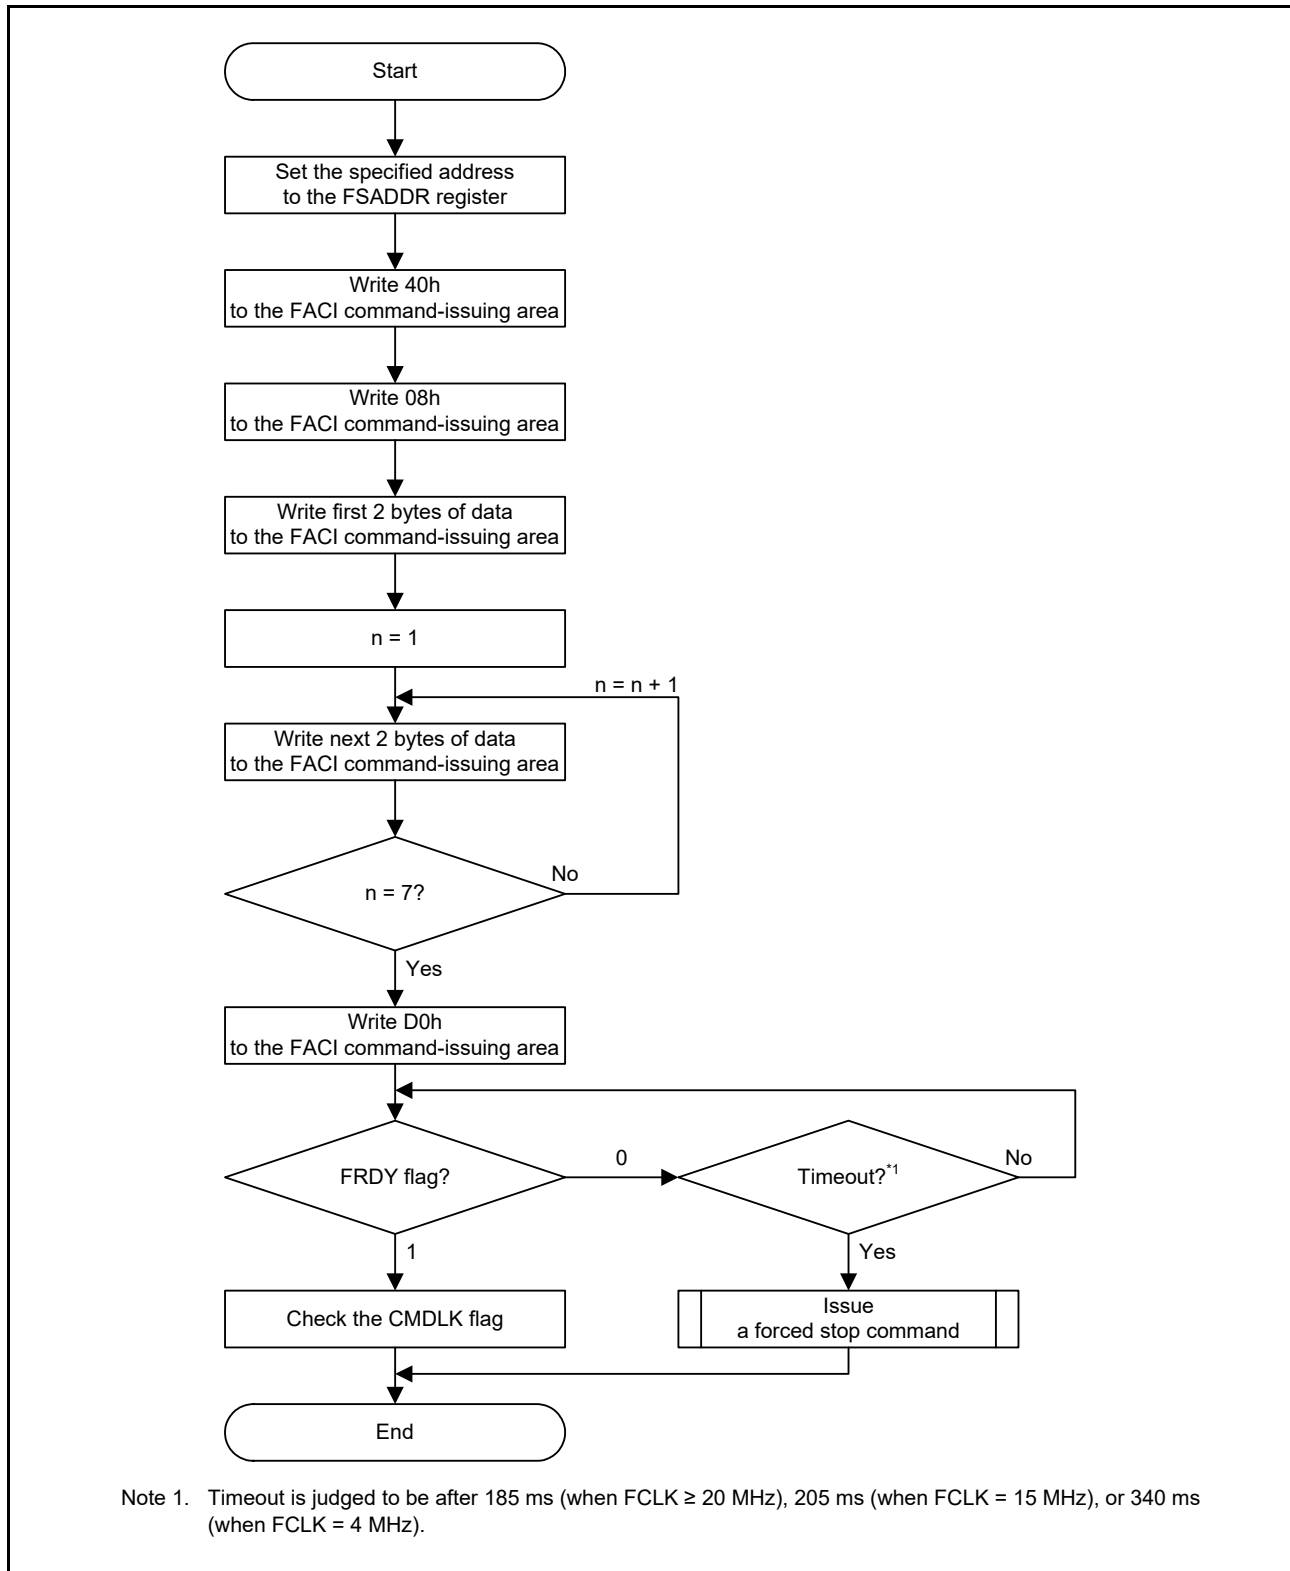 Start
Set the specified address
to the FSADDR register
Write 40h
to the FACI command-issuing area
Write 08h
to the FACI command-issuing area
Write first 2 bytes of data
to the FACI command-issuing area
n = 1
n = n + 1
Write next 2 bytes of data
to the FACI command-issuing area
No
n = 7?
Yes
Write D0h
to the FACI command-issuing area
FRDY flag?
0
Timeout?*1
No
1
Yes
Check the CMDLK flag
Issue
a forced stop command
End
Note 1. Timeout is judged to be after 185 ms (when FCLK ≥ 20 MHz), 205 ms (when FCLK = 15 MHz), or 340 ms
(when FCLK = 4 MHz).